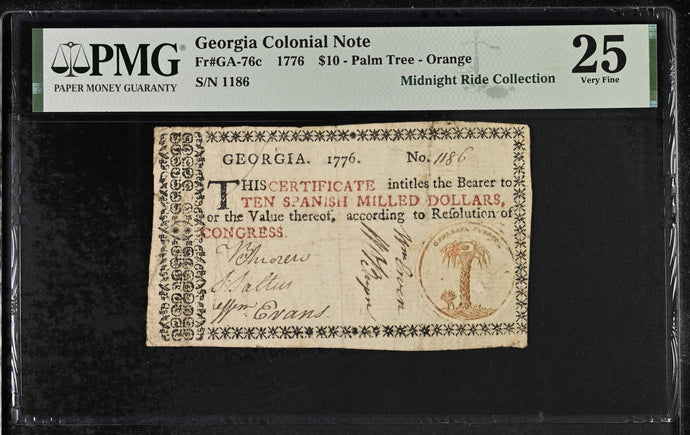 PMG®
PAPER MONEY GUARANTY
Georgia Colonial Note
Fr#GA-76c 1776 $10 - Palm Tree - Orange
S/N 1186
Midnight Ride Collection
25
Very Fine
GEORGIA. 1776. No. 1186
THIS CERTIFICATE intitles the Bearer to
TEN SPANISH MILLED DOLLARS,
or the Value thereof, according to Resolution of
CONGRESS.
Evans.